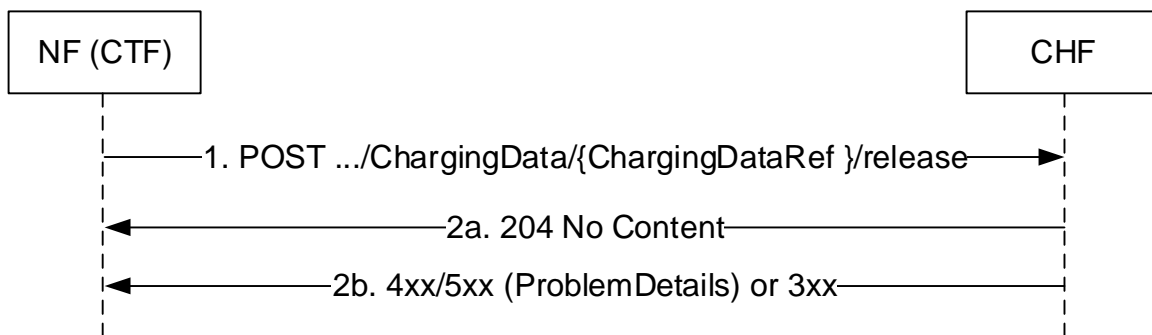 NF (CTF)
CHF
1. POST .../ChargingData/{ChargingDataRef }/release
2a. 204 No Content
2b. 4xx/5xx (ProblemDetails) or 3xx